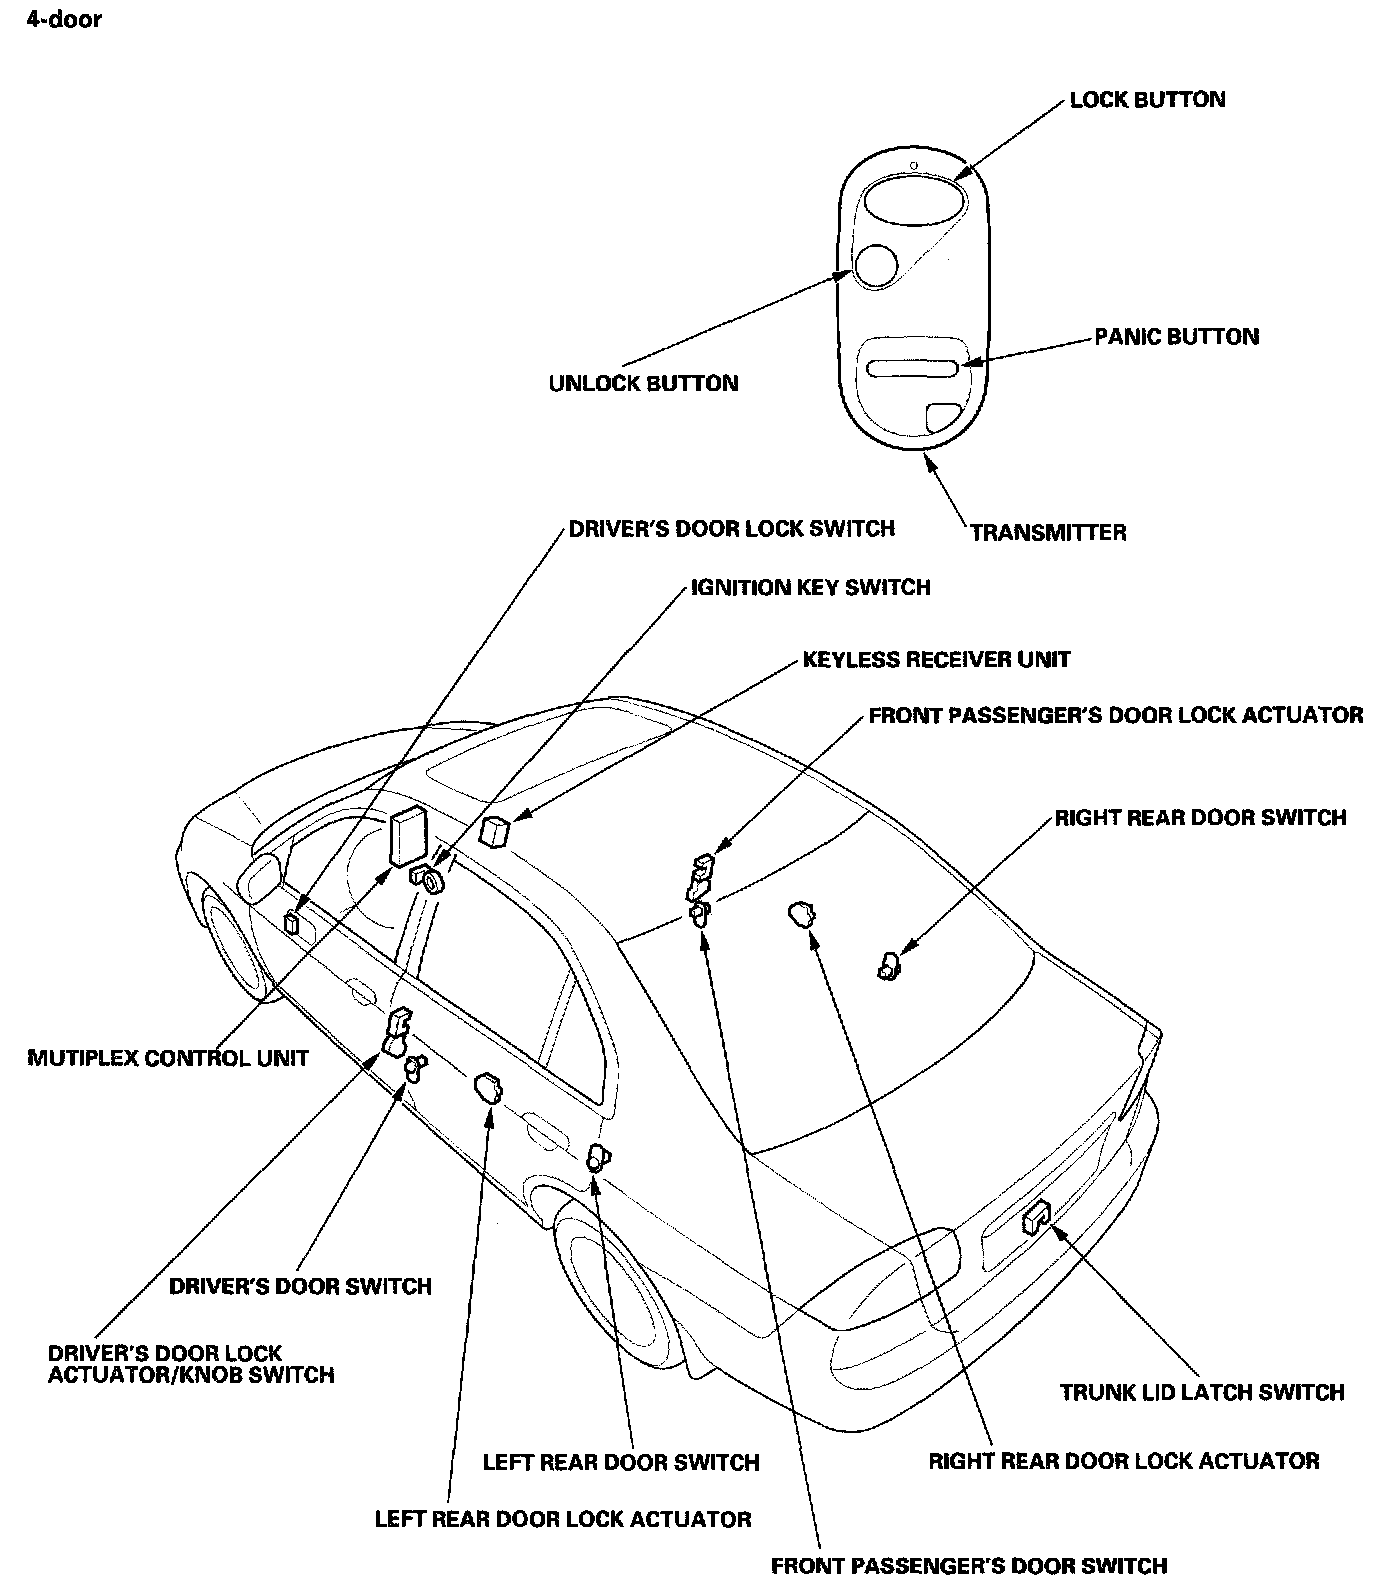 4-door
LOCK BUTTON
PANIC BUTTON
UNLOCK BUTTON
DRIVER'S DOOR LOCK SWITCH
TRANSMITTER
IGNITION KEY SWITCH
KEYLESS RECEIVER UNIT
FRONT PASSENGER'S DOOR LOCK ACTUATOR
RIGHT REAR DOOR SWITCH
MUTIPLEX CONTROL UNIT
DRIVER'S DOOR SWITCH
DRIVER'S DOOR LOCK
ACTUATOR/KNOB SWITCH
TRUNK LID LATCH SWITCH
LEFT REAR DOOR SWITCH
RIGHT REAR DOOR LOCK ACTUATOR
LEFT REAR DOOR LOCK ACTUATOR
FRONT PASSENGER'S DOOR SWITCH